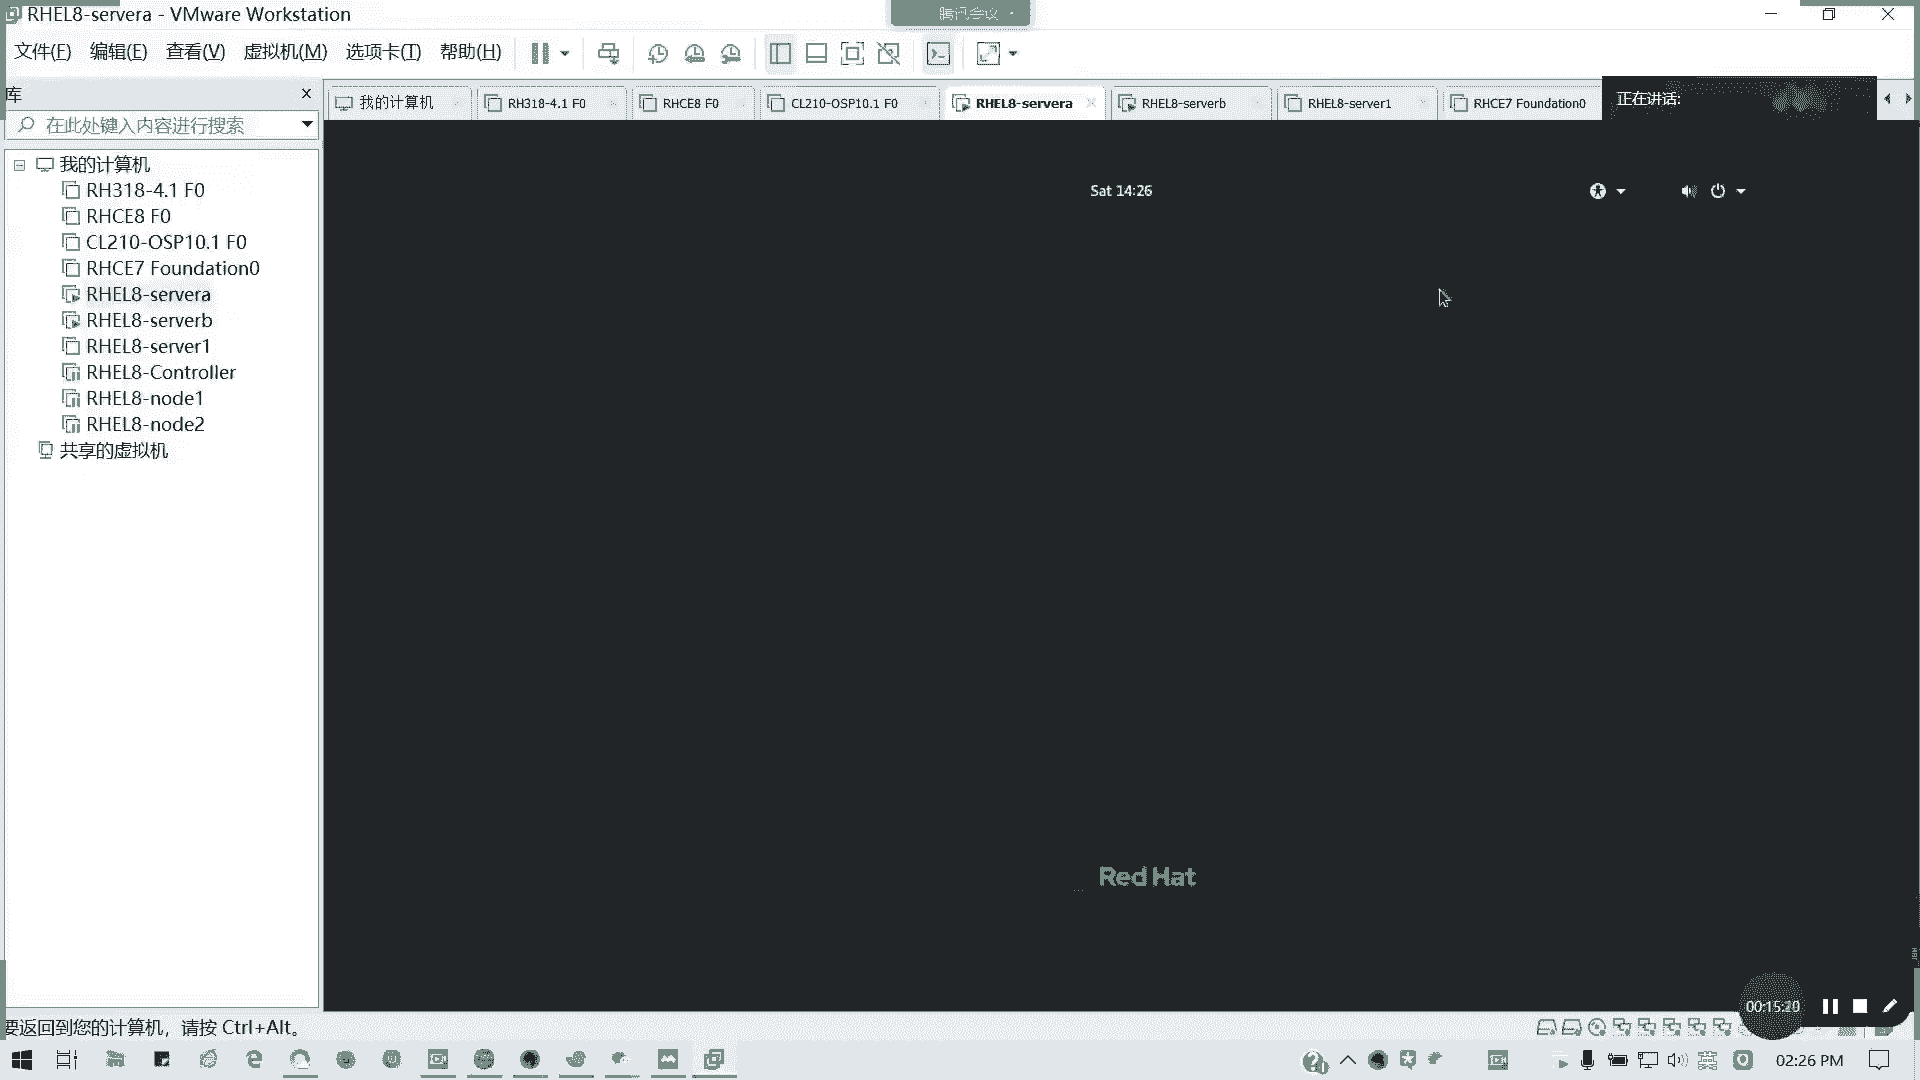 RHEL8-servera - VMware Workstation
腾讯会议
文件(F) 编辑(E) 查看(V) 虚拟机(M) 选项卡(T) 帮助(H)
库
在此处键入内容进行搜索
我的计算机
RH318-4.1 F0
RHCE8 F0
CL210-OSP10.1 F0
RHCE7 Foundation0
RHEL8-servera
RHEL8-serverb
RHEL8-server1
RHEL8-Controller
RHEL8-node1
RHEL8-node2
共享的虚拟机
我的计算机 RH318-4.1 F0 RHCE8 F0 CL210-OSP10.1 F0 RHEL8-servera RHEL8-serverb RHEL8-server1 RHCE7 Foundation0
正在讲话:
Sat 14:26
Red Hat
00:15:20
要返回到您的计算机，请按 Ctrl+Alt。
英
02:26 PM